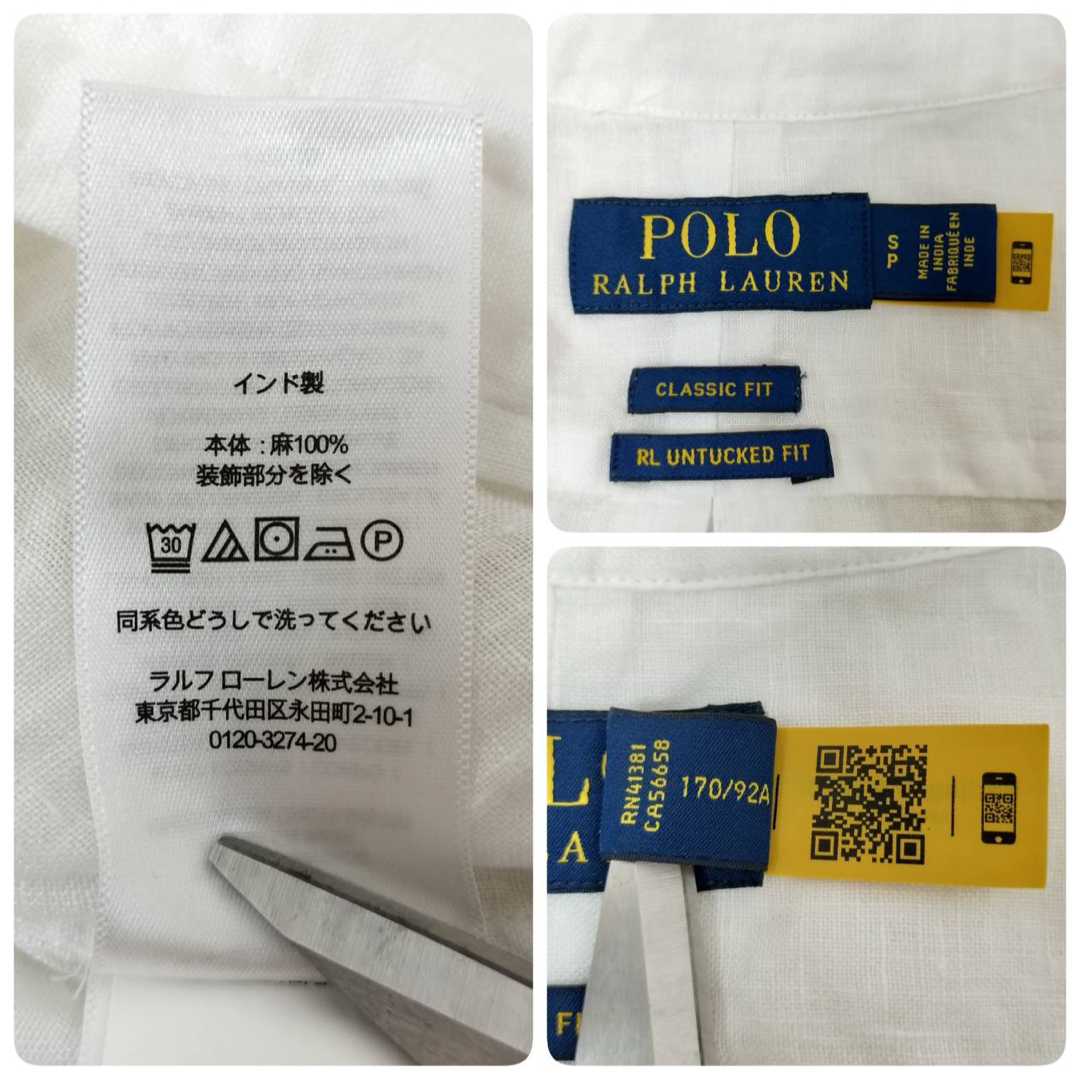 インド製
本体:麻100%
装飾部分を除く
30
P
同系色どうしで洗ってください
ラルフ ローレン株式会社
東京都千代田区永田町2-10-1
0120-3274-20
POLO
RALPH LAUREN
S
P
MADE IN
INDIA
FABRIQUÉ EN
INDE
CLASSIC FIT
RL UNTUCKED FIT
RN41381
CA56658
170/92A